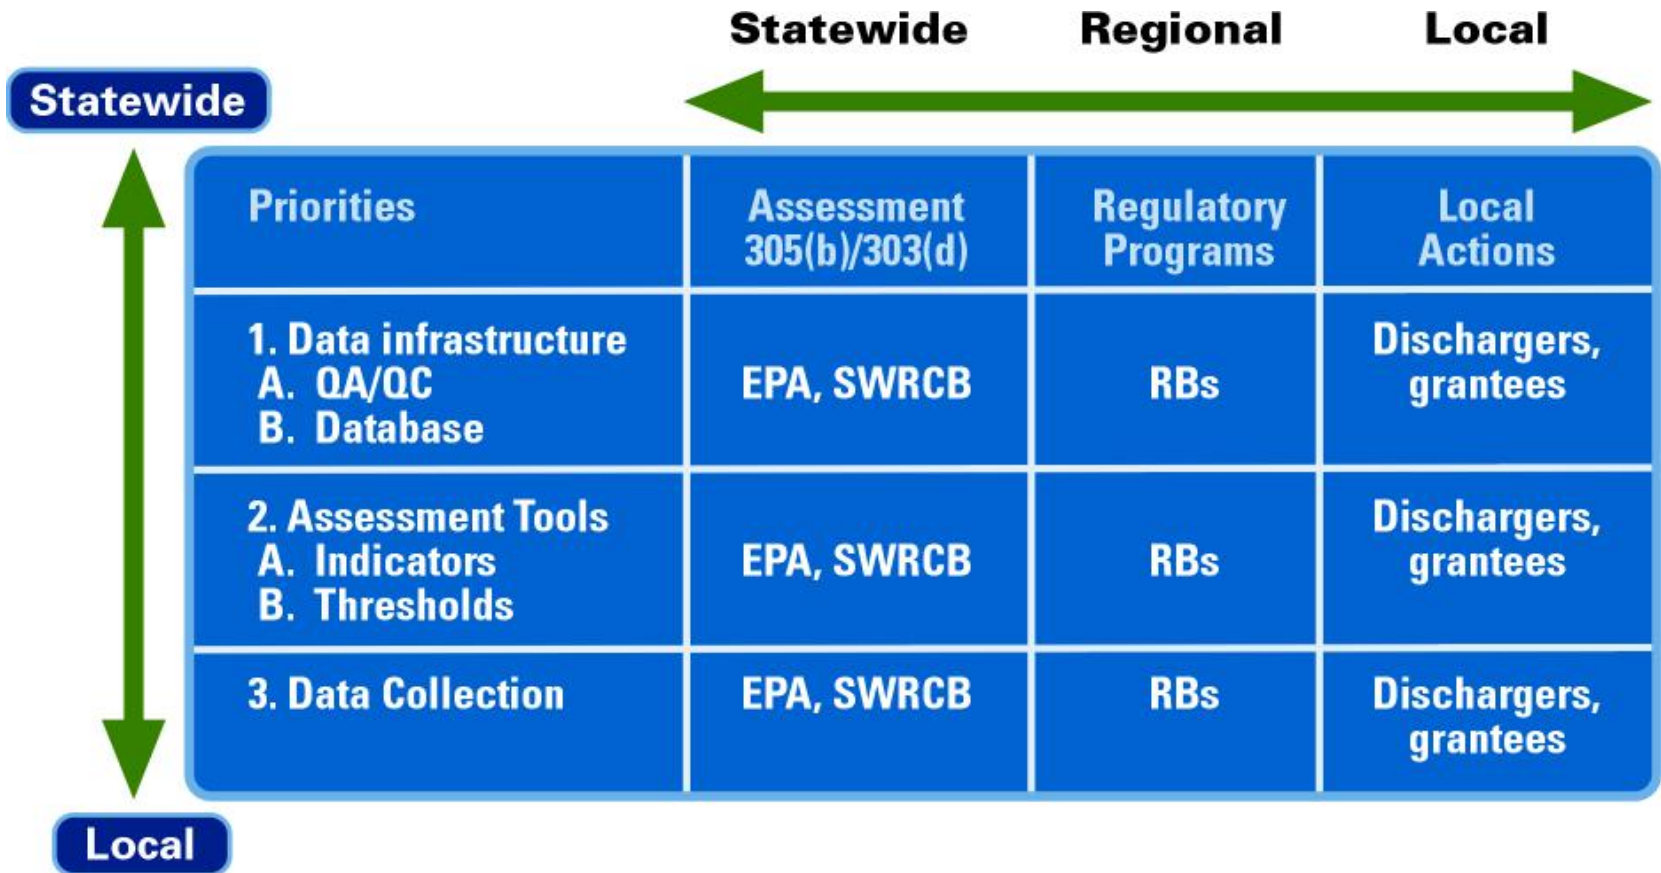 Statewide Regional Local
Statewide
Priorities
Assessment
305(b)/303(d)
Regulatory
Programs
Local
Actions
1. Data infrastructure
A. QA/QC
B. Database
EPA, SWRCB
RBs
Dischargers,
grantees
2. Assessment Tools
A. Indicators
B. Thresholds
EPA, SWRCB
RBs
Dischargers,
grantees
3. Data Collection
EPA, SWRCB
RBs
Dischargers,
grantees
Local